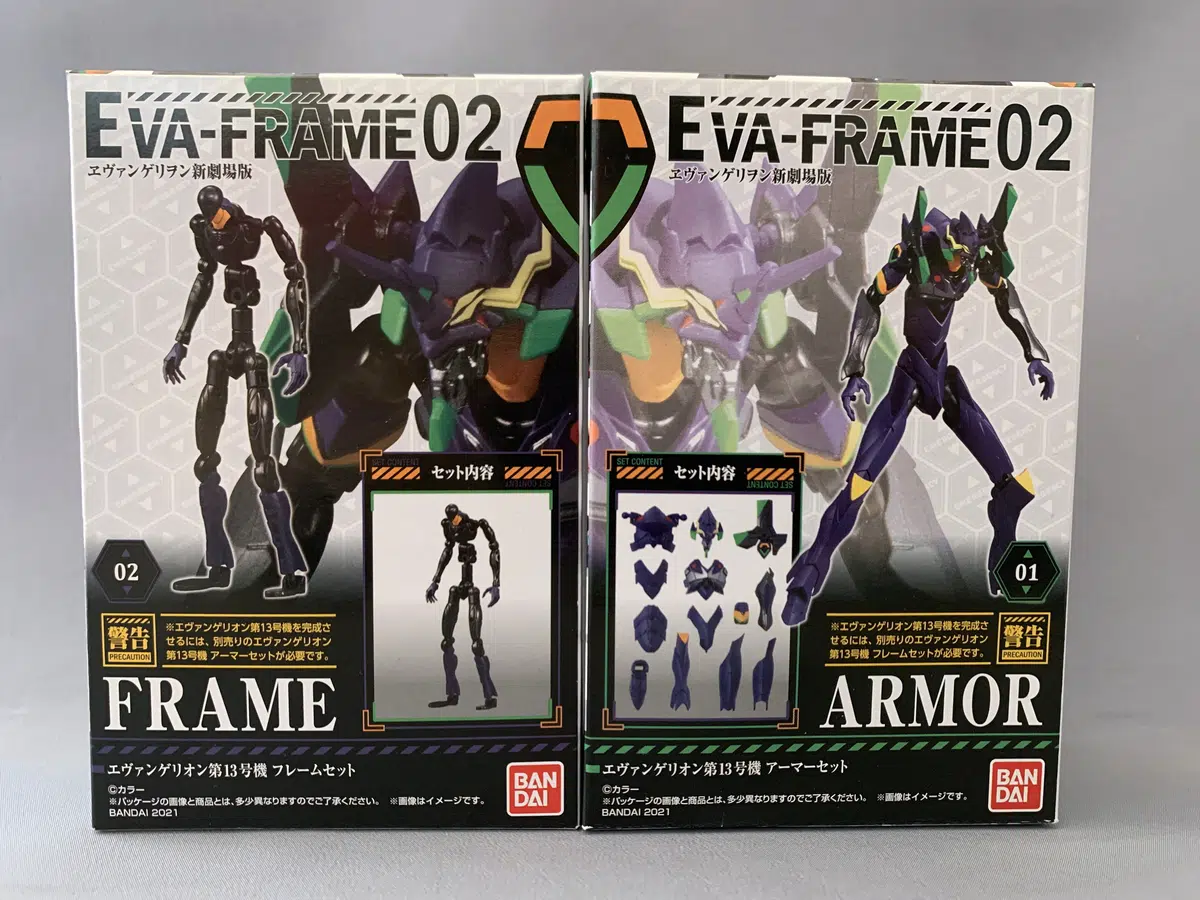 EVA-FRAME02
ヱヴァンゲリヲン新劇場版
SET CONTENT
セット内容
SET CONTENT
02
警告
PRECAUTION
※エヴァンゲリオン第13号機を完成さ
せるには、別売りのエヴァンゲリオン
第13号機 アーマーセットが必要です。
FRAME
エヴァンゲリオン第13号機 フレームセット
©カラー
※パッケージの画像と商品とは、多少異なりますのでご了承ください。 ※画像はイメージです。
BANDAI 2021
BAN
DAI
EVA-FRAME02
ヱヴァンゲリヲン新劇場版
SET CONTENT
セット内容
SET CONTENT
01
※エヴァンゲリオン第13号機を完成さ
せるには、別売りのエヴァンゲリオン
第13号機 フレームセットが必要です。
警告
PRECAUTION
ARMOR
エヴァンゲリオン第13号機 アーマーセット
©カラー
※パッケージの画像と商品とは、多少異なりますのでご了承ください。 ※画像はイメージです。
BANDAI 2021
BAN
DAI